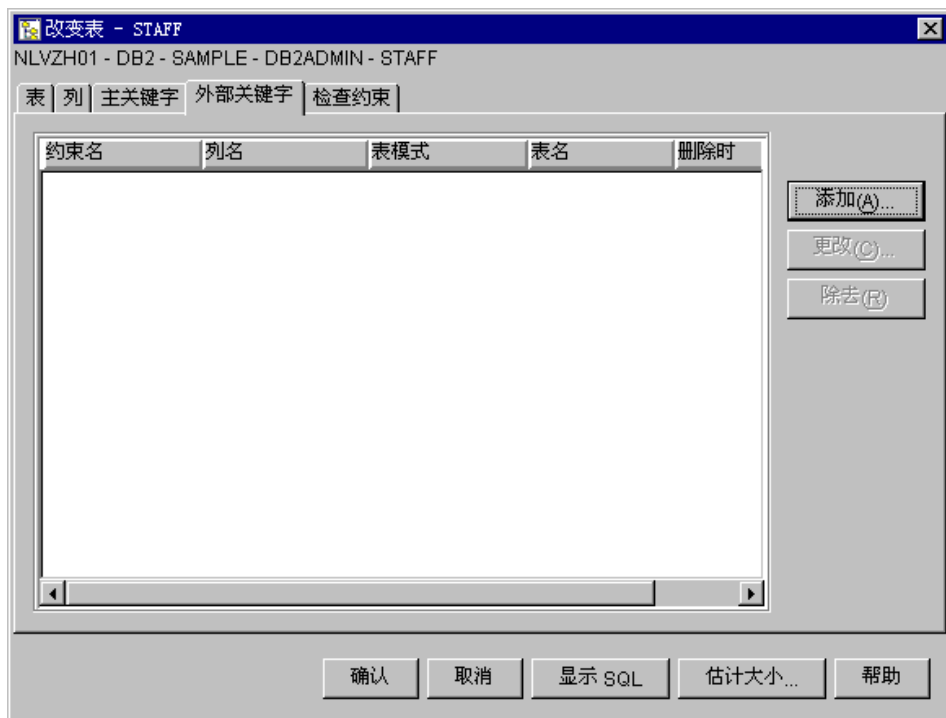 改变表 - STAFF
NLVZH01 - DB2 - SAMPLE - DB2ADMIN - STAFF
表 列 主关键字 外部关键字 检查约束
约束名 列名 表模式 表名 删除时
添加(A)...
更改(C)...
除去(R)
确认 取消 显示 SQL 估计大小... 帮助